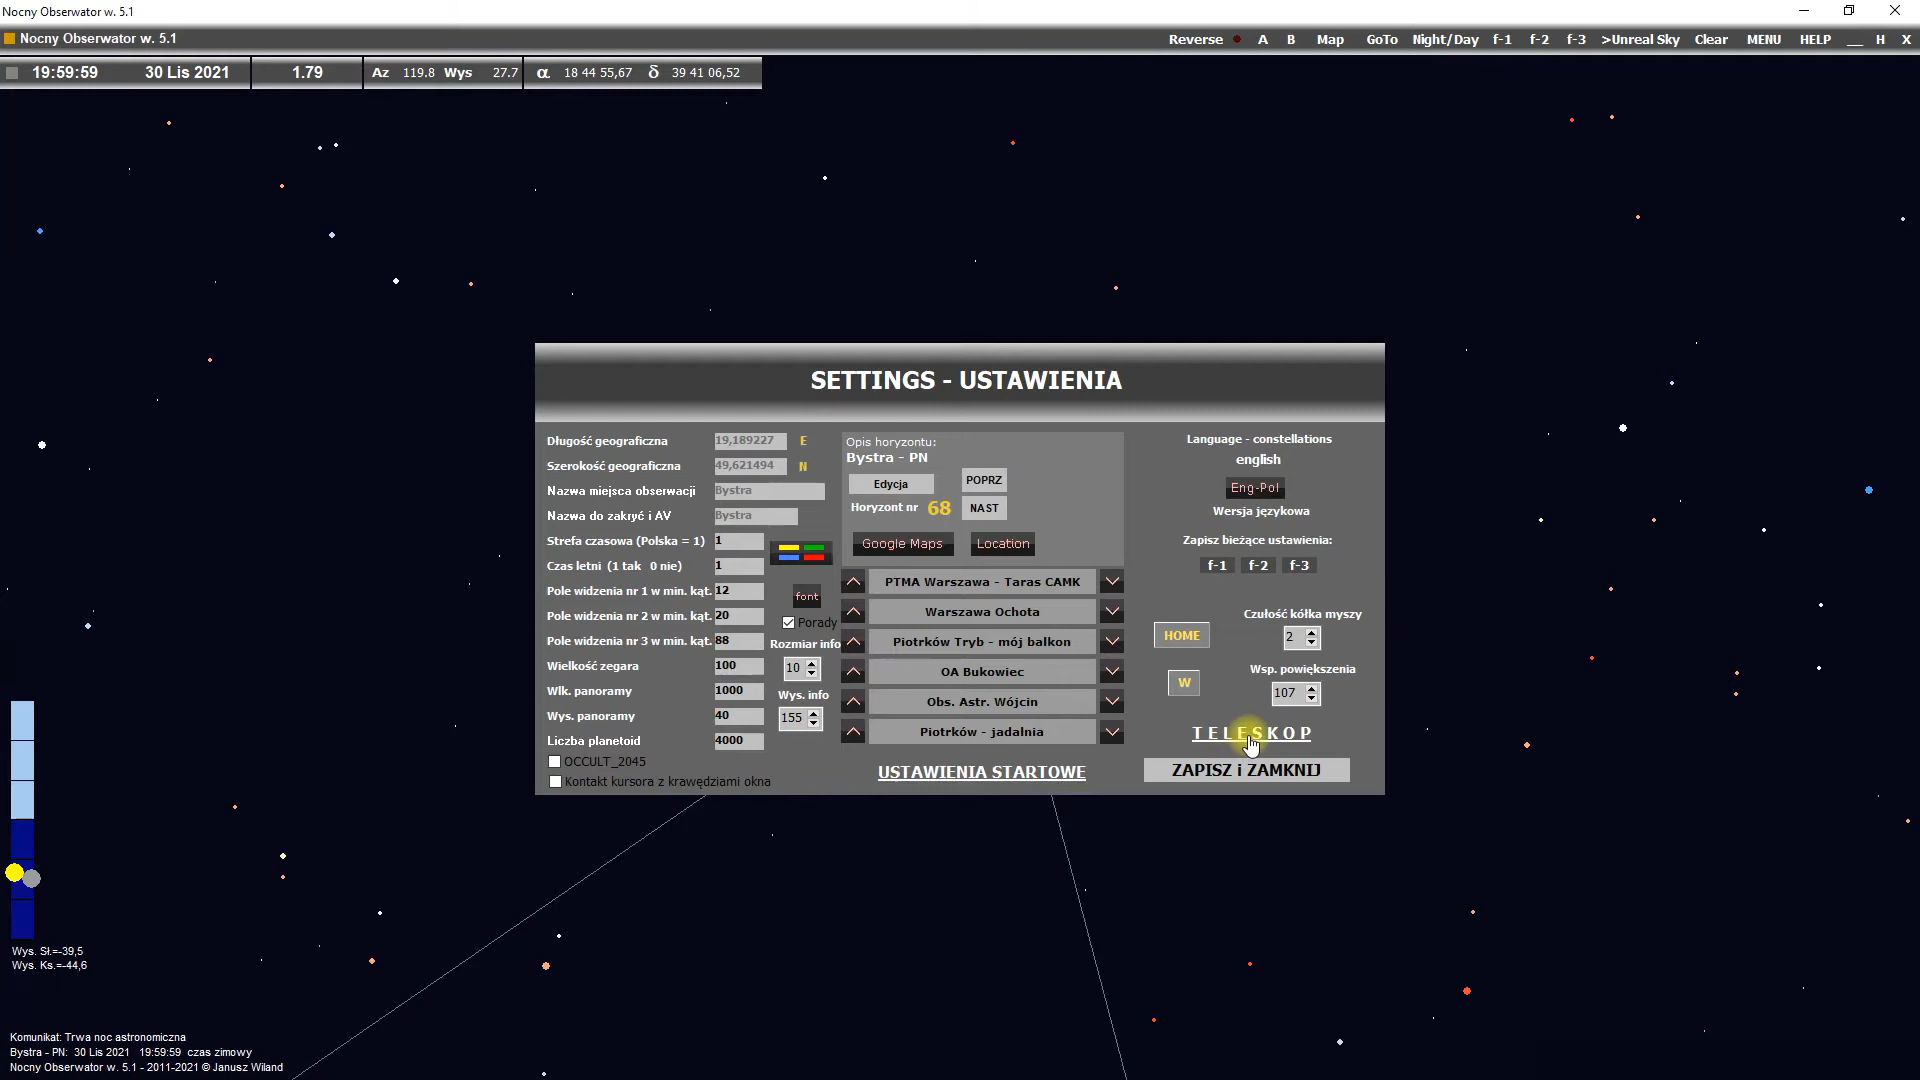 Nocny Obserwator w. 5.1
Nocny Obserwator w. 5.1
Reverse A B Map GoTo Night/Day f-1 f-2 f-3 >Unreal Sky Clear MENU HELP __ H X
19:59:59 30 Lis 2021 1.79 Az 119.8 Wys 27.7 α 18 44 55,67 δ 39 41 06,52
SETTINGS - USTAWIENIA
Długość geograficzna 19,189227 E
Szerokość geograficzna 49,621494 N
Nazwa miejsca obserwacji Bystra
Nazwa do zakryć i AV Bystra
Strefa czasowa (Polska = 1) 1
Czas letni (1 tak 0 nie) 1
Pole widzenia nr 1 w min. kąt. 12
Pole widzenia nr 2 w min. kąt. 20
Pole widzenia nr 3 w min. kąt. 88
Wielkość zegara 100
Wlk. panoramy 1000
Wys. panoramy 40
Liczba planetoid 4000
OCCULT_2045
Kontakt kursora z krawędziami okna
font
Porady
Rozmiar info
10
Wys. info
155
Opis horyzontu:
Bystra - PN
Edycja POPRZ
Horyzont nr 68 NAST
Google Maps Location
PTMA Warszawa - Taras CAMK
Warszawa Ochota
Piotrków Tryb - mój balkon
OA Bukowiec
Obs. Astr. Wójcin
Piotrków - jadalnia
USTAWIENIA STARTOWE
Language - constellations
english
Eng-Pol
Wersja językowa
Zapisz bieżące ustawienia:
f-1 f-2 f-3
Czułość kółka myszy
HOME 2
Wsp. powiększenia
W 107
TELESKOP
ZAPISZ i ZAMKNIJ
Wys. Sł.=-39,5
Wys. Ks.=-44,6
Komunikat: Trwa noc astronomiczna
Bystra - PN: 30 Lis 2021 19:59:59 czas zimowy
Nocny Obserwator w. 5.1 - 2011-2021 © Janusz Wiland